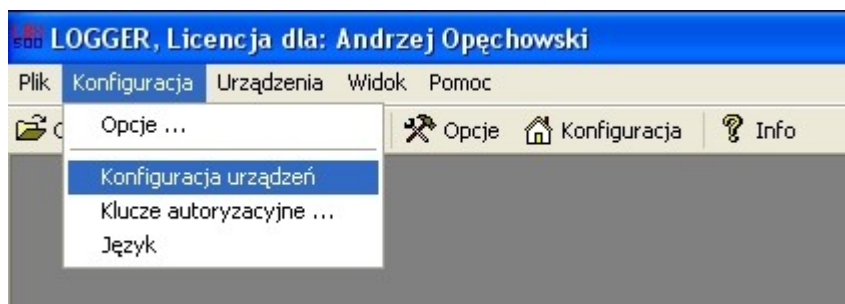 LOGGER, Licencja dla: Andrzej Opęchowski
Plik Konfiguracja Urządzenia Widok Pomoc
Opcje Konfiguracja Info
Opcje ...
Konfiguracja urządzeń
Klucze autoryzacyjne ...
Język